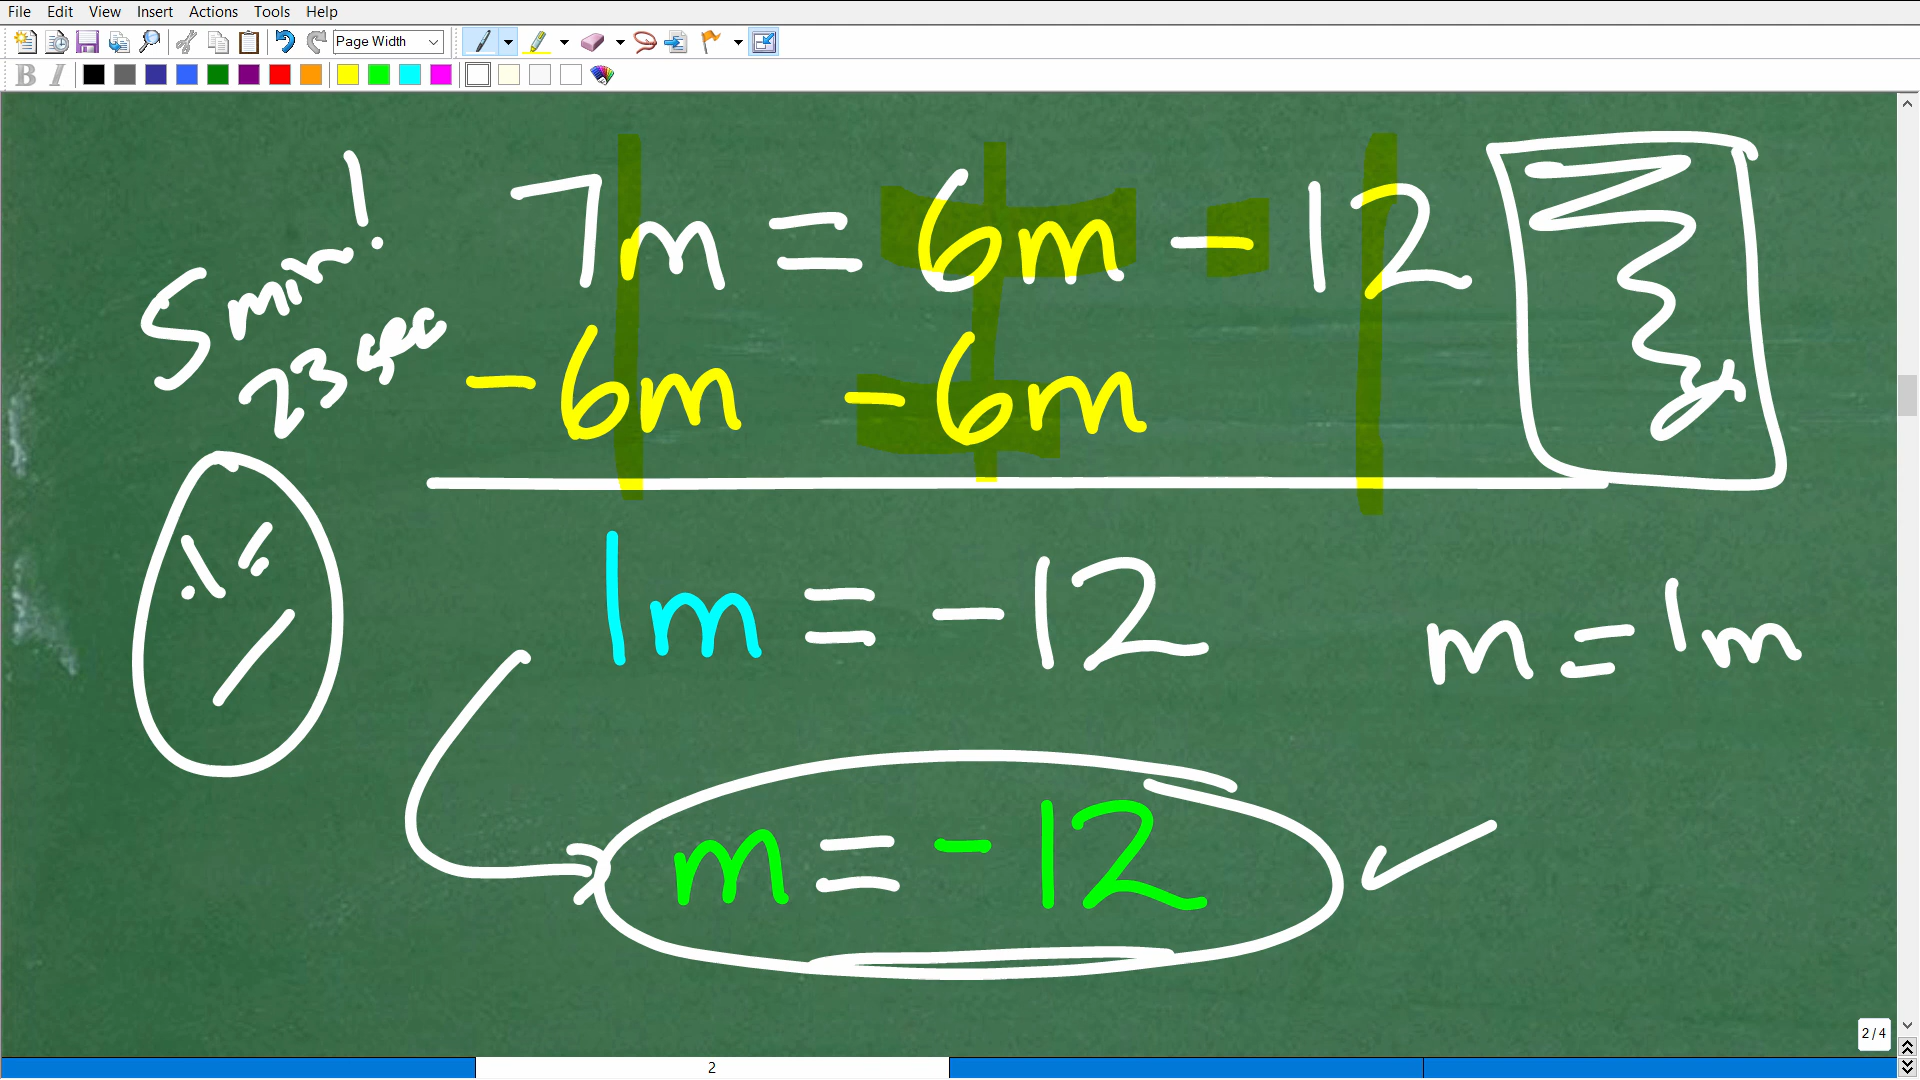 File Edit View Insert Actions Tools Help
Page Width
B I
5 min!
23 sec
7m = 6m - 12
-6m -6m
1m = -12
m = 1m
m = -12
2 / 4
2